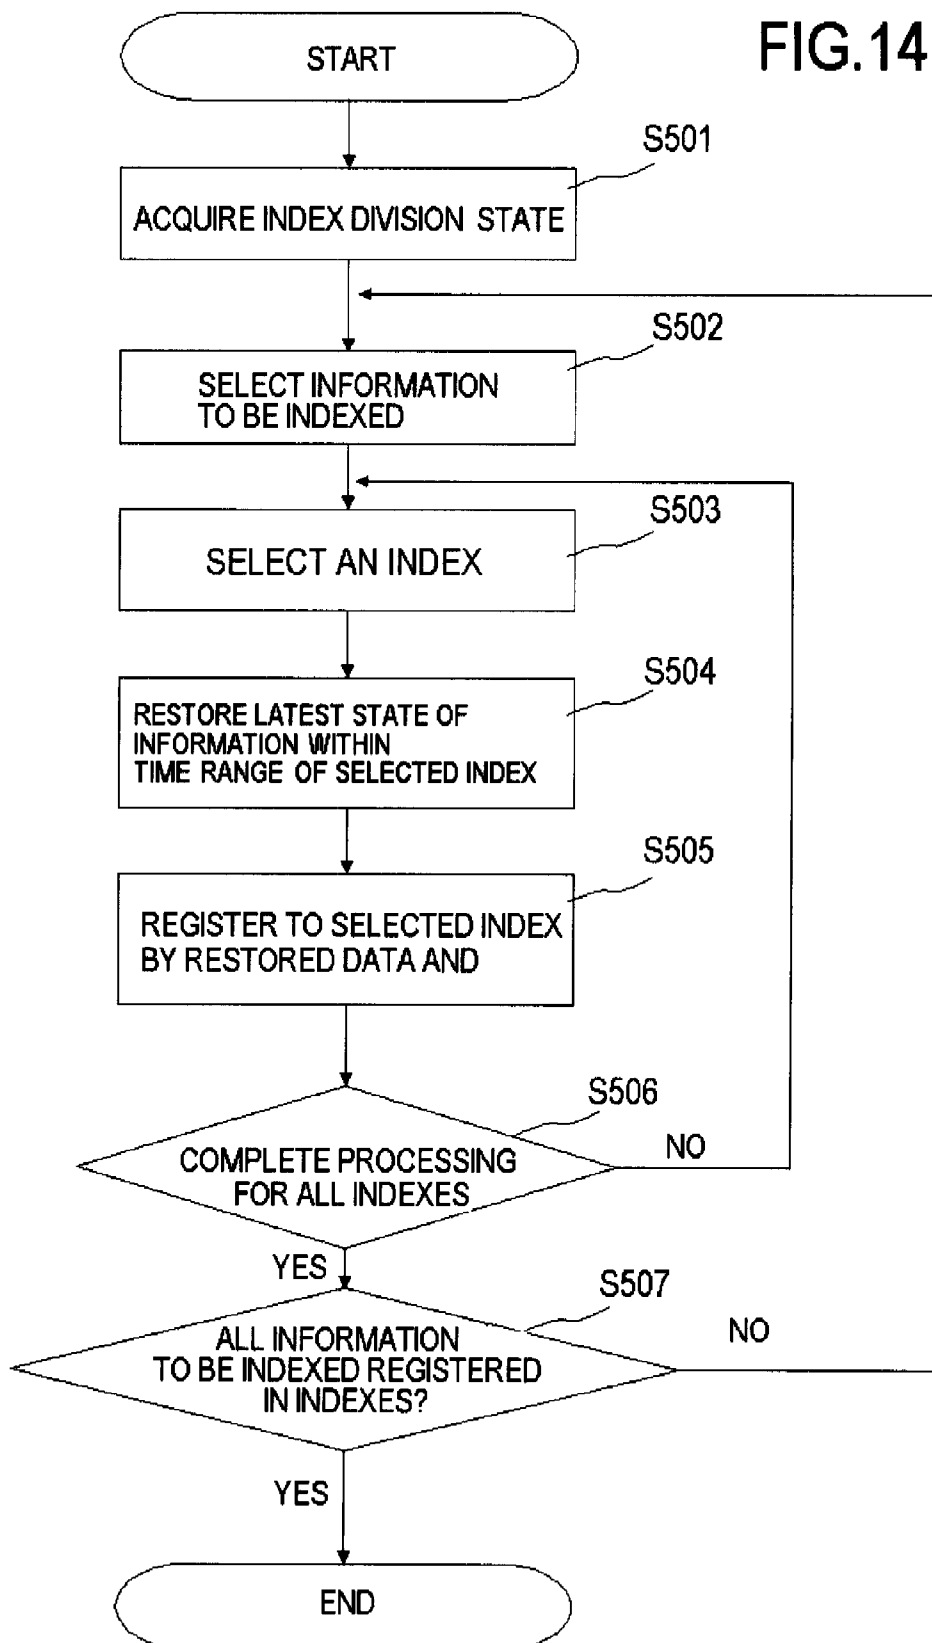 FIG.14
START
S501
ACQUIRE INDEX DIVISION STATE
S502
SELECT INFORMATION
TO BE INDEXED
S503
SELECT AN INDEX
S504
RESTORE LATEST STATE OF
INFORMATION WITHIN
TIME RANGE OF SELECTED INDEX
S505
REGISTER TO SELECTED INDEX
BY RESTORED DATA AND
S506
COMPLETE PROCESSING
FOR ALL INDEXES
NO
YES
S507
ALL INFORMATION
TO BE INDEXED REGISTERED
IN INDEXES?
NO
YES
END